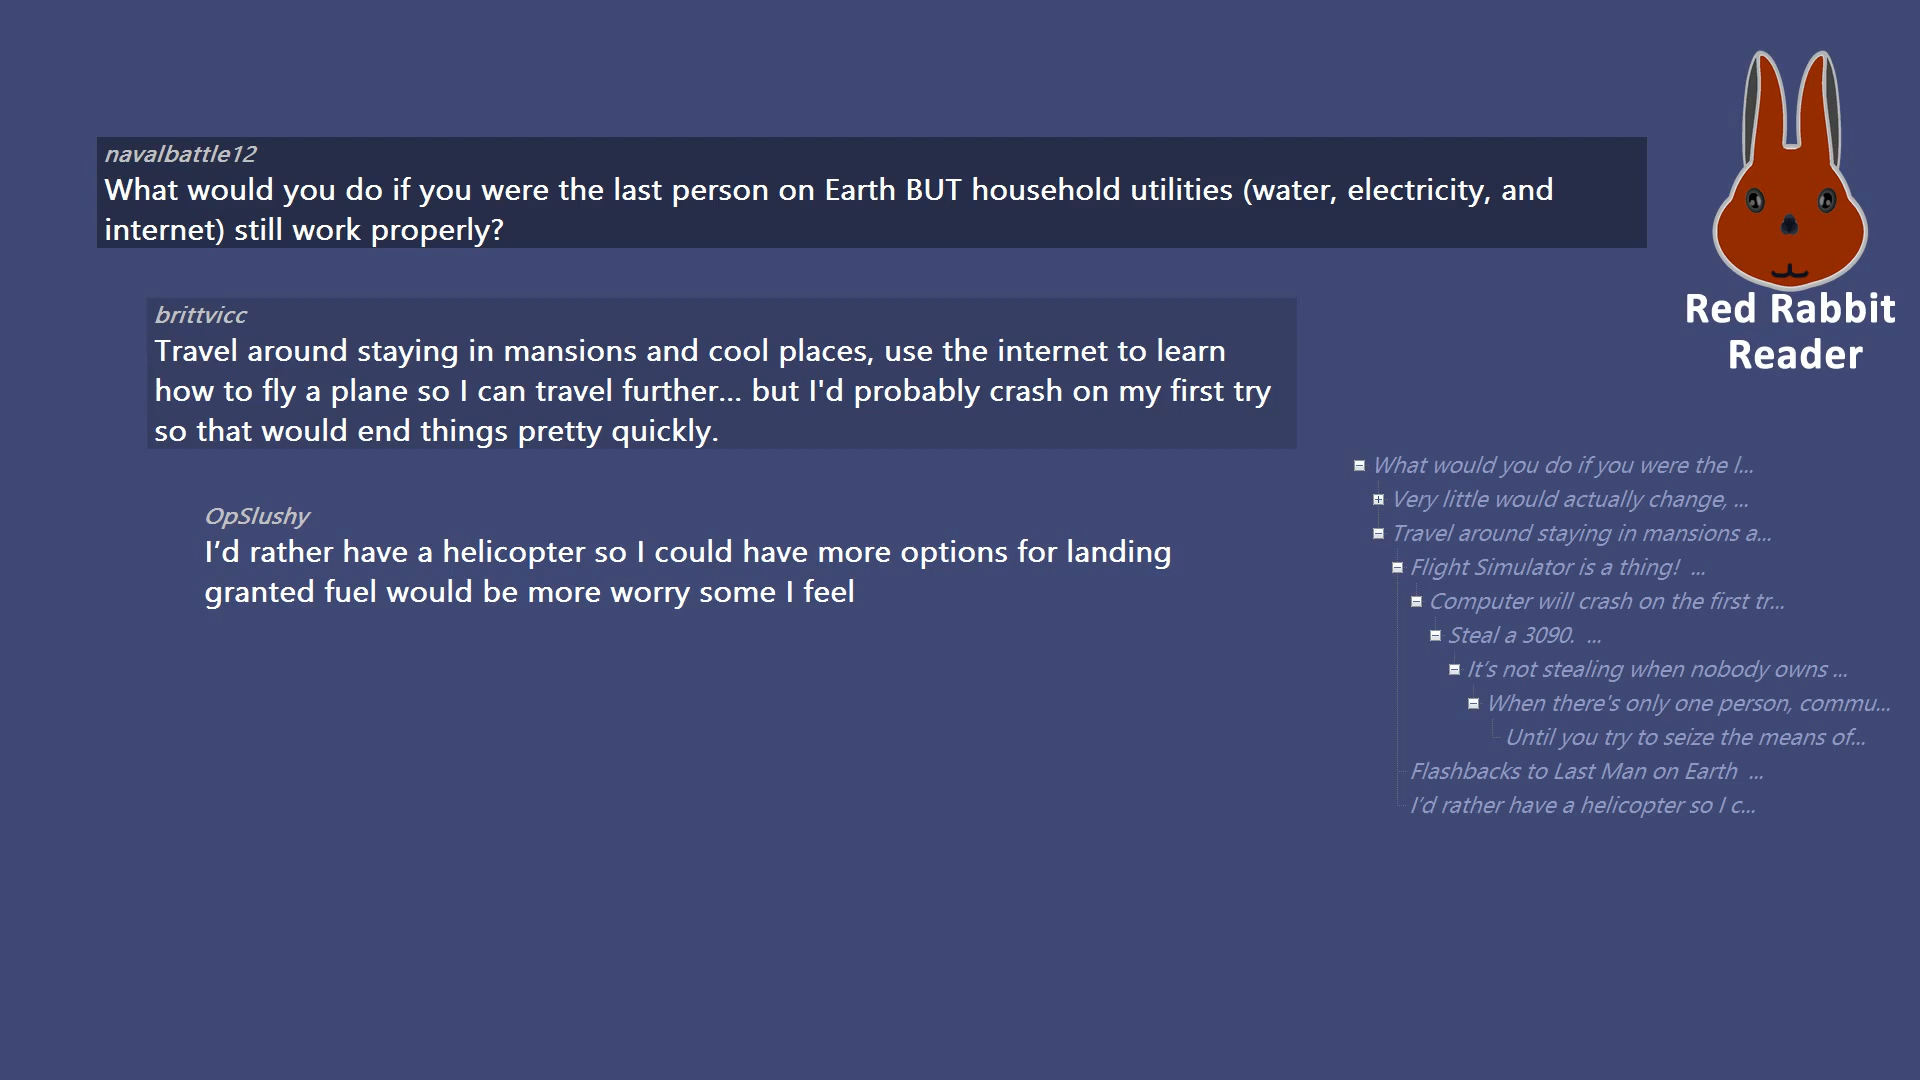 navalbattle12
What would you do if you were the last person on Earth BUT household utilities (water, electricity, and
internet) still work properly?
brittvicc
Travel around staying in mansions and cool places, use the internet to learn
how to fly a plane so I can travel further... but I'd probably crash on my first try
so that would end things pretty quickly.
OpSlushy
I’d rather have a helicopter so I could have more options for landing
granted fuel would be more worry some I feel
Red Rabbit
Reader
What would you do if you were the l...
Very little would actually change, ...
Travel around staying in mansions a...
Flight Simulator is a thing! ...
Computer will crash on the first tr...
Steal a 3090. ...
It’s not stealing when nobody owns ...
When there's only one person, commu...
Until you try to seize the means of...
Flashbacks to Last Man on Earth ...
I’d rather have a helicopter so I c...